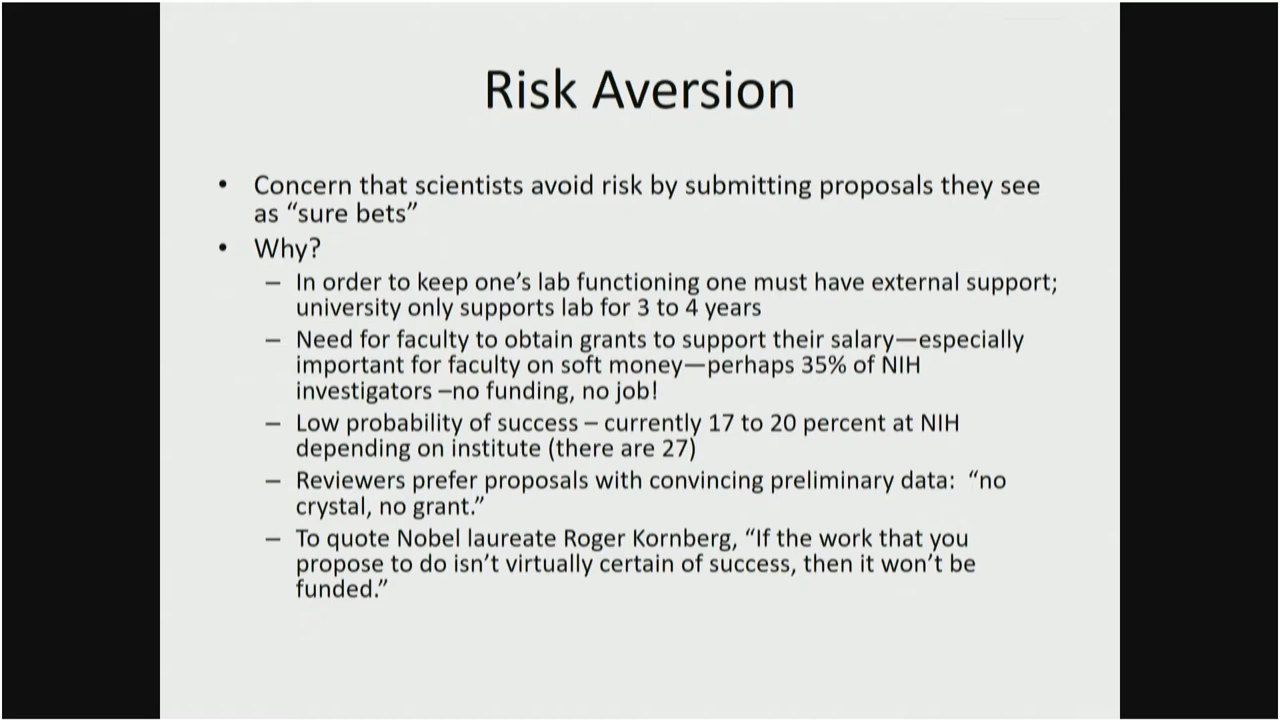 Risk Aversion
• Concern that scientists avoid risk by submitting proposals they see
as “sure bets”
• Why?
– In order to keep one’s lab functioning one must have external support;
university only supports lab for 3 to 4 years
– Need for faculty to obtain grants to support their salary—especially
important for faculty on soft money—perhaps 35% of NIH
investigators –no funding, no job!
– Low probability of success – currently 17 to 20 percent at NIH
depending on institute (there are 27)
– Reviewers prefer proposals with convincing preliminary data:  “no
crystal, no grant.”
– To quote Nobel laureate Roger Kornberg, “If the work that you
propose to do isn’t virtually certain of success, then it won’t be
funded.”